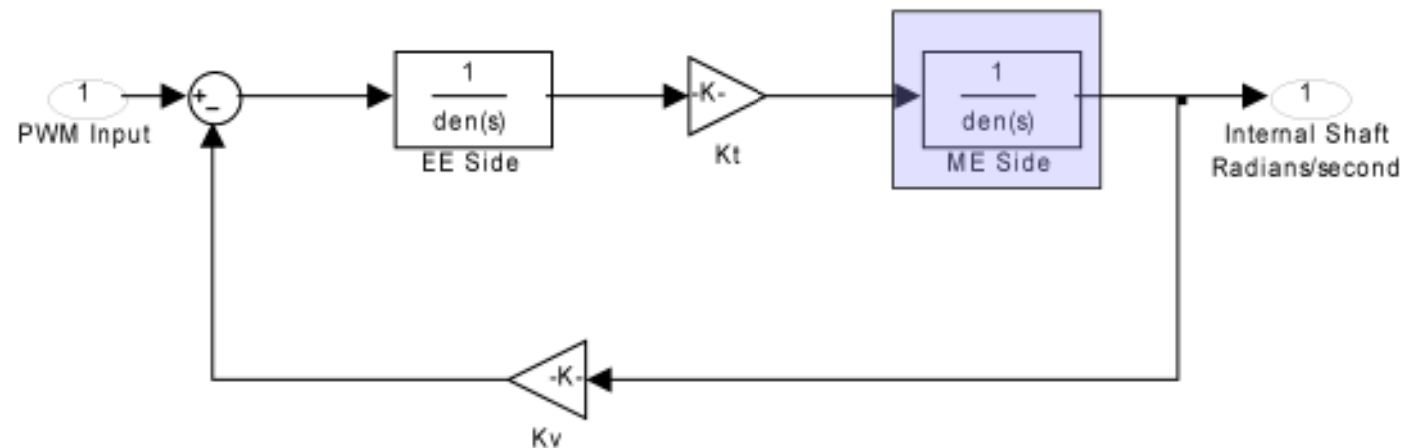 1
PWM Input
+
−
1
den(s)
EE Side
-K-
Kt
1
den(s)
ME Side
1
Internal Shaft
Radians/second
-K-
Kv